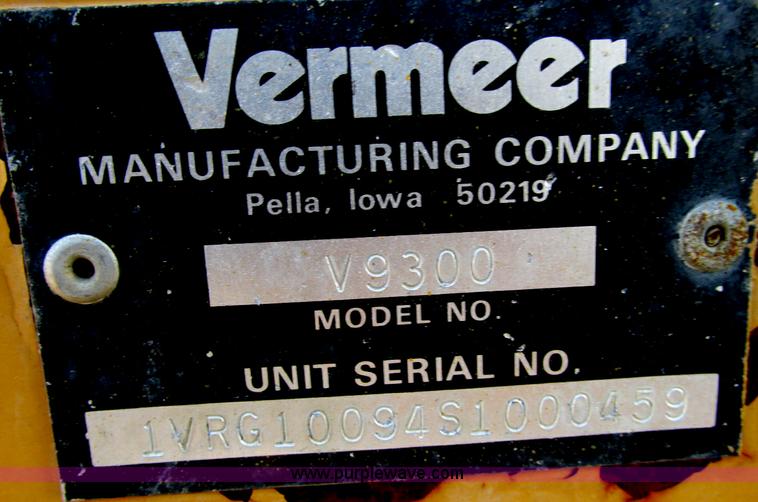 Vermeer
MANUFACTURING COMPANY
Pella, Iowa 50219
V9300
MODEL NO.
UNIT SERIAL NO.
1VRG10094S1000459
www.purplewave.com